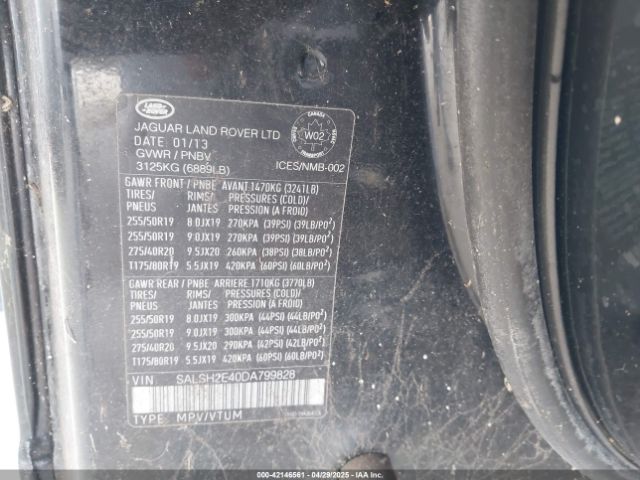 LAND ROVER
JAGUAR LAND ROVER LTD
DATE: 01/13
GVWR / PNBV
3125KG (6889LB)
CANADA
W02
ICES/NMB-002
GAWR FRONT / PNBE AVANT 1470KG (3241LB)
TIRES/ RIMS/ PRESSURES (COLD)/
PNEUS JANTES PRESSIONS (A FROID)
255/50R19 8.0JX19 270KPA (39PSI) (39LB/PO²)
255/50R19 9.0JX19 270KPA (39PSI) (39LB/PO²)
275/40R20 9.5JX20 260KPA (38PSI) (38LB/PO²)
T175/80R19 5.5JX19 420KPA (60PSI) (60LB/PO²)
GAWR REAR / PNBE ARRIERE 1710KG (3770LB)
TIRES/ RIMS/ PRESSURES (COLD)/
PNEUS JANTES PRESSION (A FROID)
255/50R19 8.0JX19 300KPA (44PSI) (44LB/PO²)
255/50R19 9.0JX19 300KPA (44PSI) (44LB/PO²)
275/40R20 9.5JX20 290KPA (42PSI) (42LB/PO²)
T175/80R19 5.5JX19 420KPA (60PSI) (60LB/PO²)
VIN SALSH2E40DA799828
TYPE: MPV/VTUM
000-42146561 - 04/29/2025 -